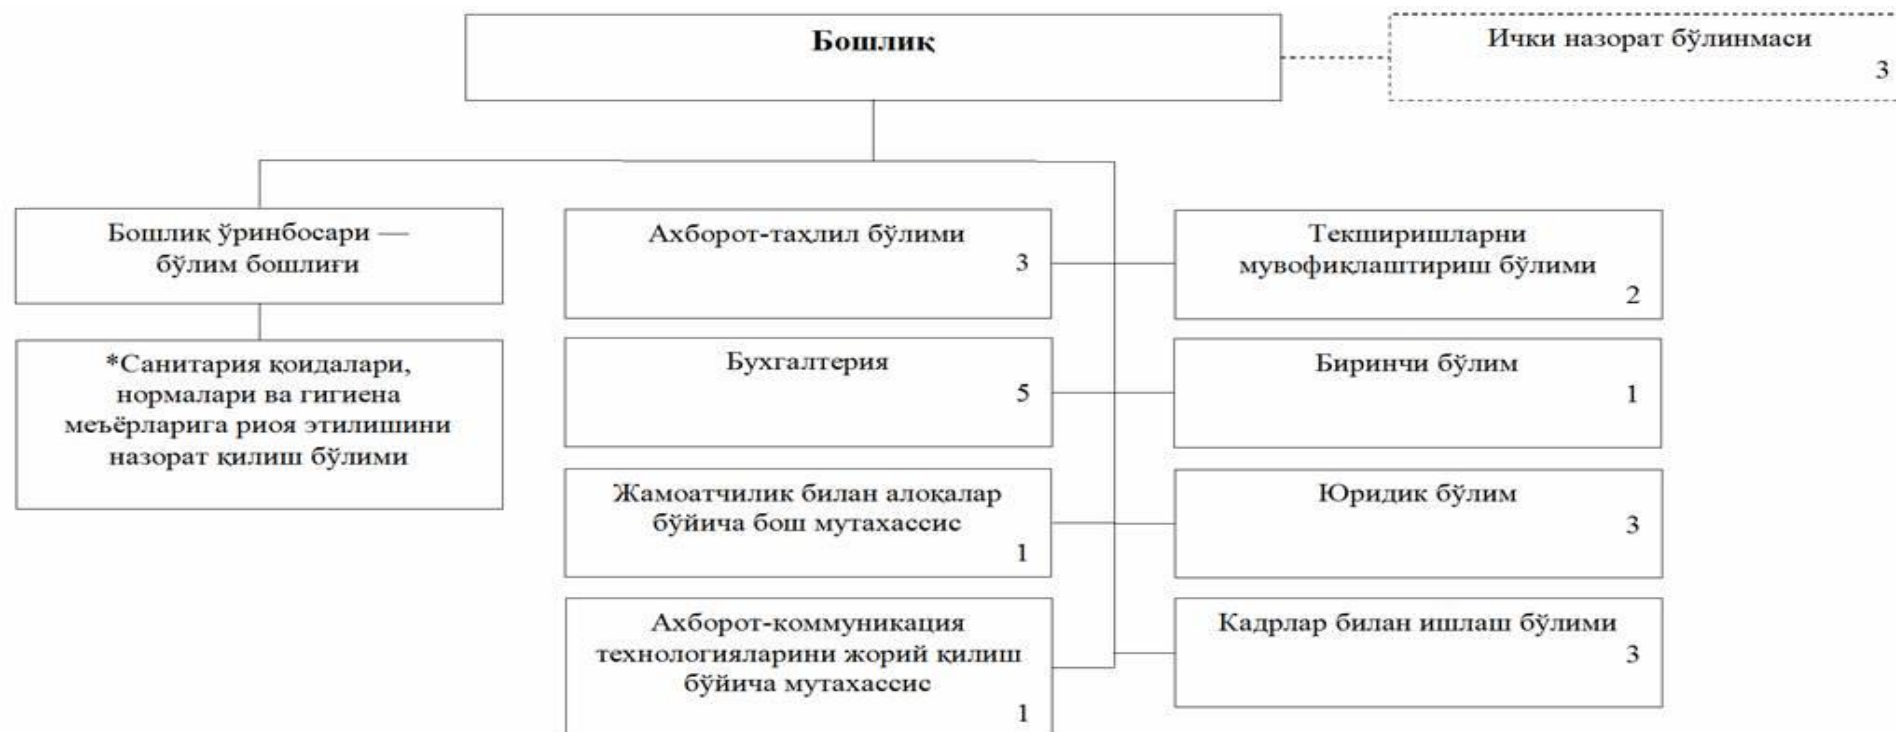 Бошлиқ
Ички назорат бўлинмаси
3
Бошлиқ ўринбосари —
бўлим бошлиғи
*Санитария қоидалари,
нормалари ва гигиена
меъёрларига риоя этилишини
назорат қилиш бўлими
Ахборот-таҳлил бўлими
3
Текширишларни
мувофиқлаштириш бўлими
2
Бухгалтерия
5
Биринчи бўлим
1
Жамоатчилик билан алоқалар
бўйича бош мутахассис
1
Юридик бўлим
3
Ахборот-коммуникация
технологияларини жорий қилиш
бўйича мутахассис
1
Кадрлар билан ишлаш бўлими
3